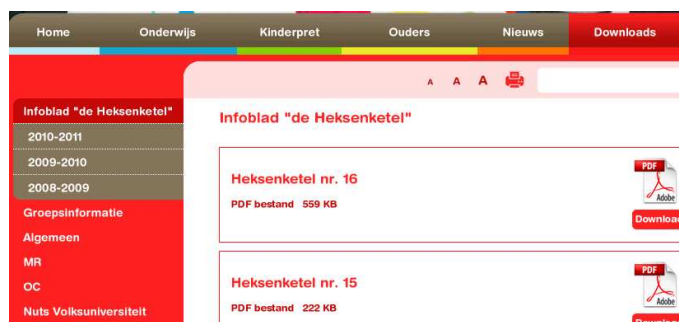 Home Onderwijs Kinderpret Ouders Nieuws Downloads
A A A
Infoblad "de Heksenketel"
2010-2011
2009-2010
2008-2009
Groepsinformatie
Algemeen
MR
OC
Nuts Volksuniversiteit
Infoblad "de Heksenketel"
Heksenketel nr. 16
PDF bestand 559 KB
PDF
Adobe
Downloa
Heksenketel nr. 15
PDF bestand 222 KB
PDF
Adobe